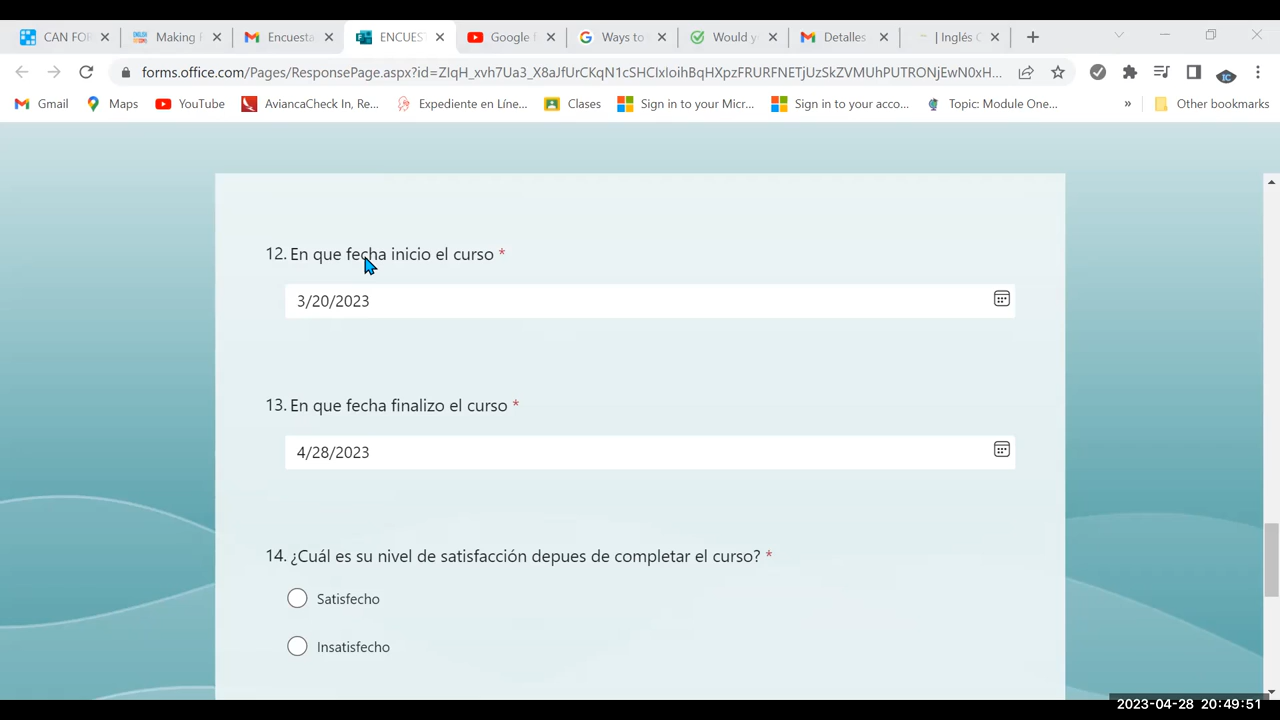 CAN FO
Making
Encuesta
ENCUES
Google
Ways to
Would y
Detalles
| Inglés C
forms.office.com/Pages/ResponsePage.aspx?id=ZIsH_xvh7Ua3_X8aJfUrCKqN1cSHClxIoihBqHXpzFRURFNETjUzSkZVMUhPUTRONjEwN0xH...
Gmail
Maps
YouTube
AviancaCheck In, Re...
Expediente en Líne...
Clases
Sign in to your Micr...
Sign in to your acco...
Topic: Module One...
»
Other bookmarks
12. En que fecha inicio el curso *
3/20/2023
13. En que fecha finalizo el curso *
4/28/2023
14. ¿Cuál es su nivel de satisfacción depues de completar el curso? *
Satisfecho
Insatisfecho
2023-04-28 20:49:51